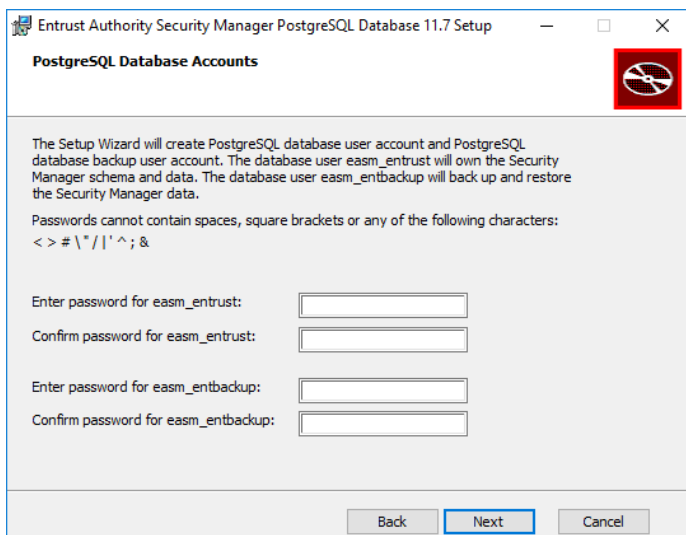 Entrust Authority Security Manager PostgreSQL Database 11.7 Setup
PostgreSQL Database Accounts
The Setup Wizard will create PostgreSQL database user account and PostgreSQL
database backup user account. The database user easm_entrust will own the Security
Manager schema and data. The database user easm_entbackup will back up and restore
the Security Manager data.
Passwords cannot contain spaces, square brackets or any of the following characters:
< > # \ " / | ' ^ ; &
Enter password for easm_entrust:
Confirm password for easm_entrust:
Enter password for easm_entbackup:
Confirm password for easm_entbackup:
Back Next Cancel